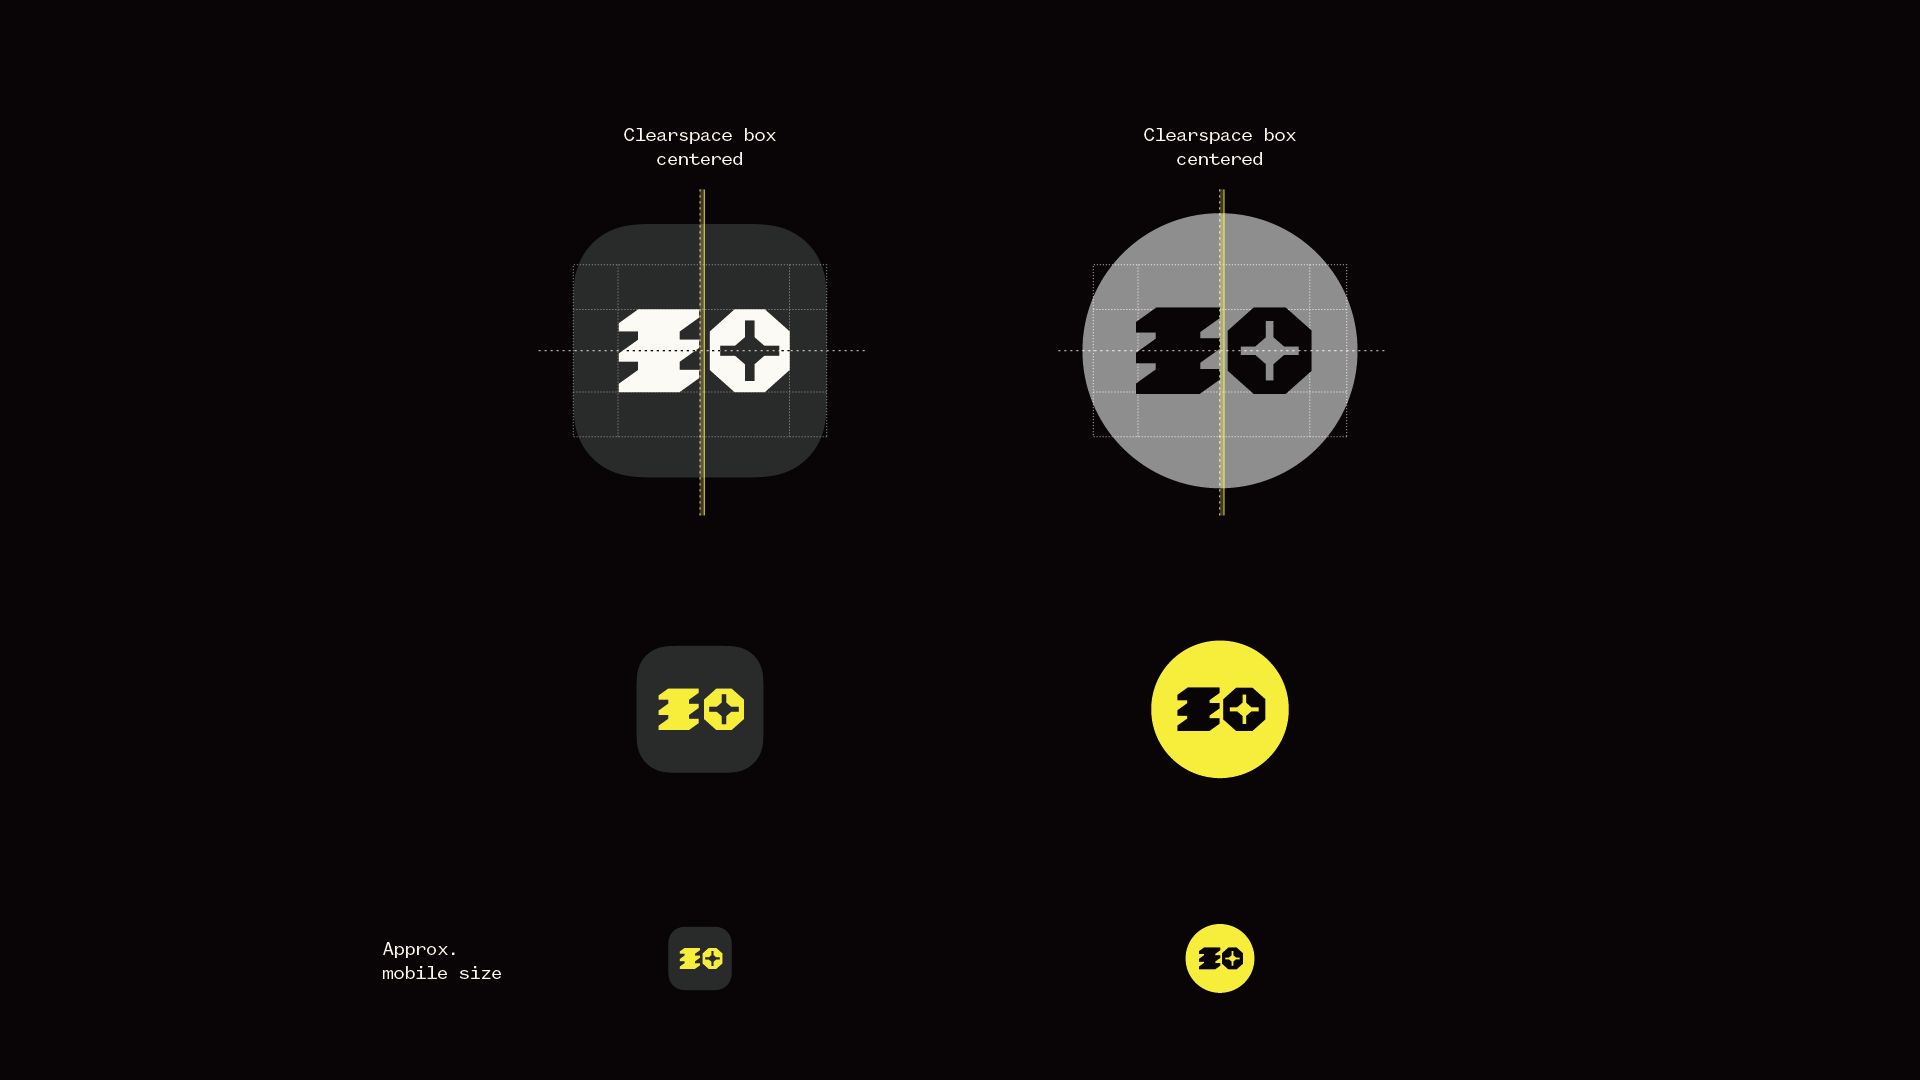 Clearspace box
centered
Clearspace box
centered
Approx.
mobile size